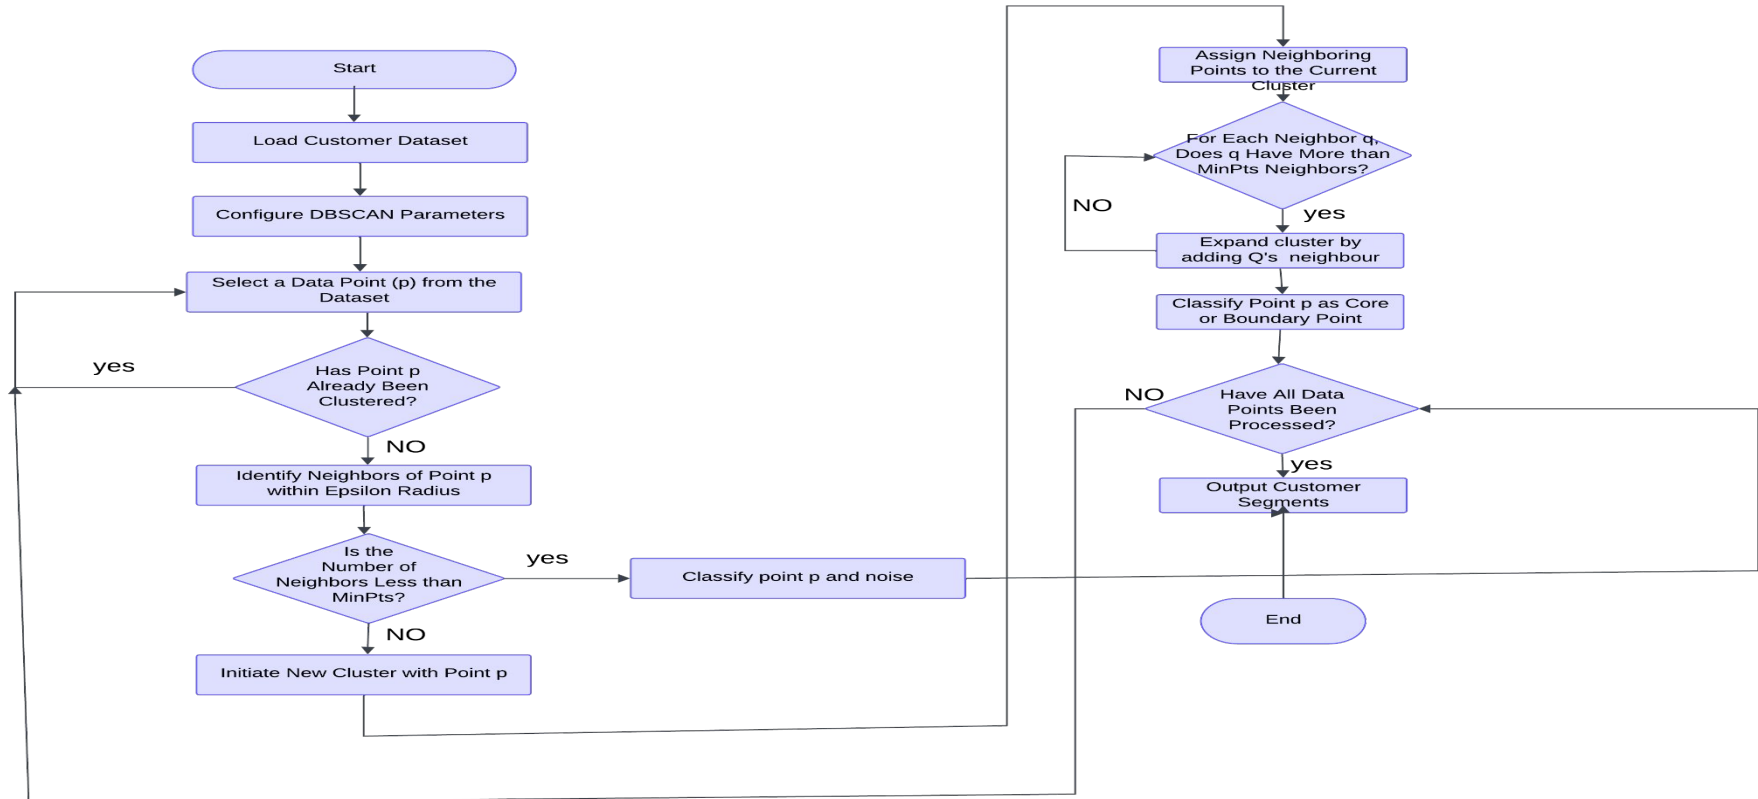 Start
Load Customer Dataset
Configure DBSCAN Parameters
Select a Data Point (p) from the
Dataset
yes
Has Point p
Already Been
Clustered?
NO
Identify Neighbors of Point p
within Epsilon Radius
Is the
Number of
Neighbors Less than
MinPts?
yes
Classify point p and noise
NO
Initiate New Cluster with Point p
Assign Neighboring
Points to the Current
Cluster
For Each Neighbor q,
Does q Have More than
MinPts Neighbors?
NO
yes
Expand cluster by
adding Q's  neighbour
Classify Point p as Core
or Boundary Point
NO
Have All Data
Points Been
Processed?
yes
Output Customer
Segments
End